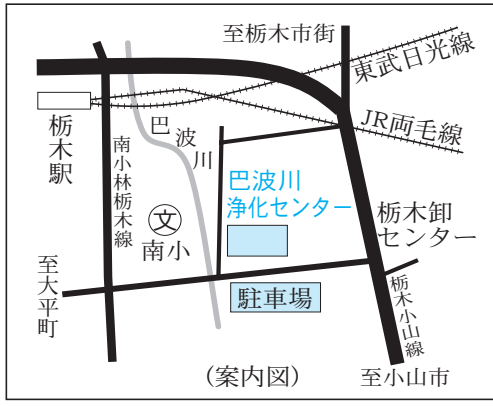 至栃木市街
東武日光線
JR両毛線
栃木駅
巴波川
南小林栃木線
巴波川
浄化センター
栃木卸
センター
文
南小
至大平町
駐車場
栃木小山線
(案内図)
至小山市